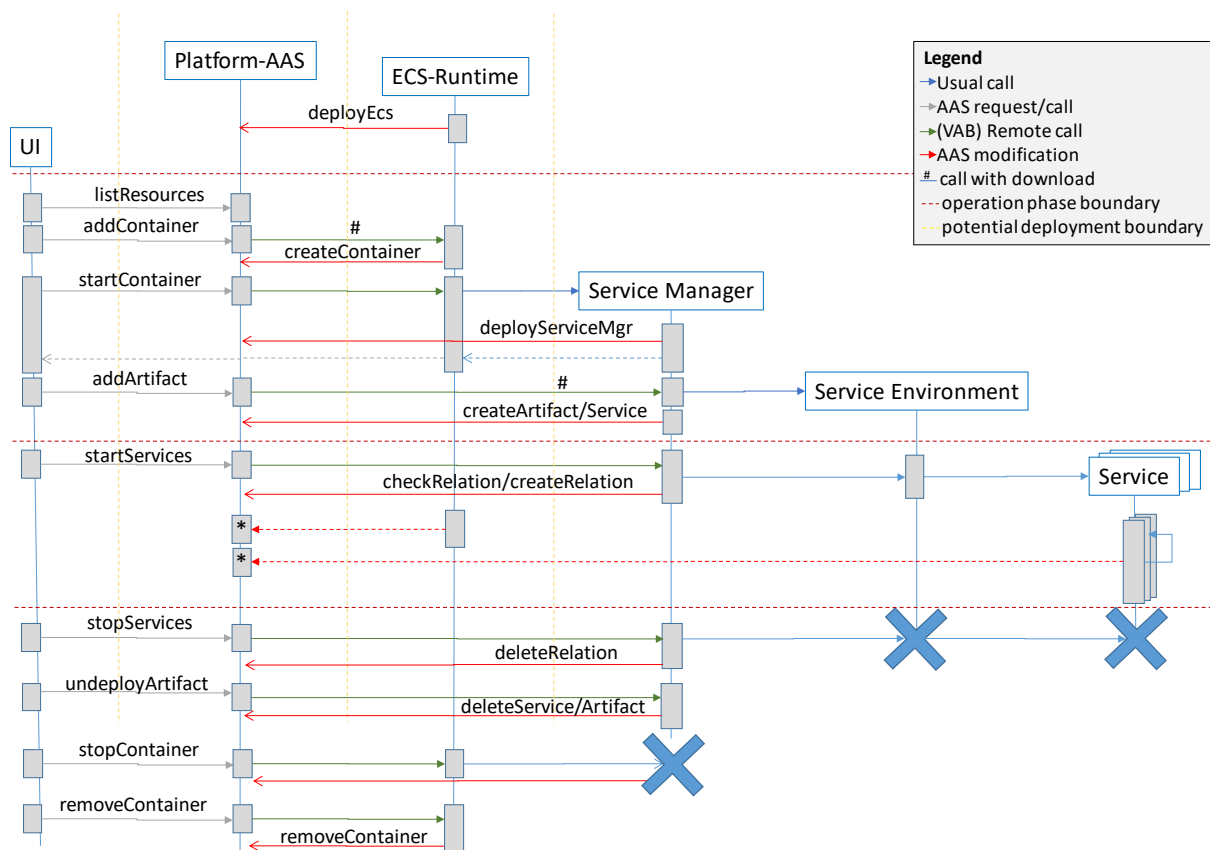 Platform-AAS
ECS-Runtime
Legend
Usual call
AAS request/call
(VAB) Remote call
AAS modification
# call with download
operation phase boundary
potential deployment boundary
deployEcs
UI
listResources
addContainer
#
createContainer
startContainer
Service Manager
deployServiceMgr
addArtifact
#
Service Environment
createArtifact/Service
startServices
Service
checkRelation/createRelation
*
*
stopServices
deleteRelation
undeployArtifact
deleteService/Artifact
stopContainer
removeContainer
removeContainer